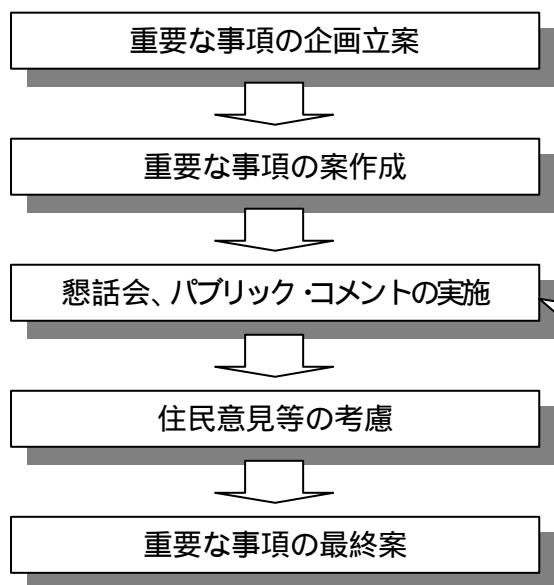 重要な事項の企画立案
重要な事項の案作成
懇話会、パブリック・コメントの実施
住民意見等の考慮
重要な事項の最終案